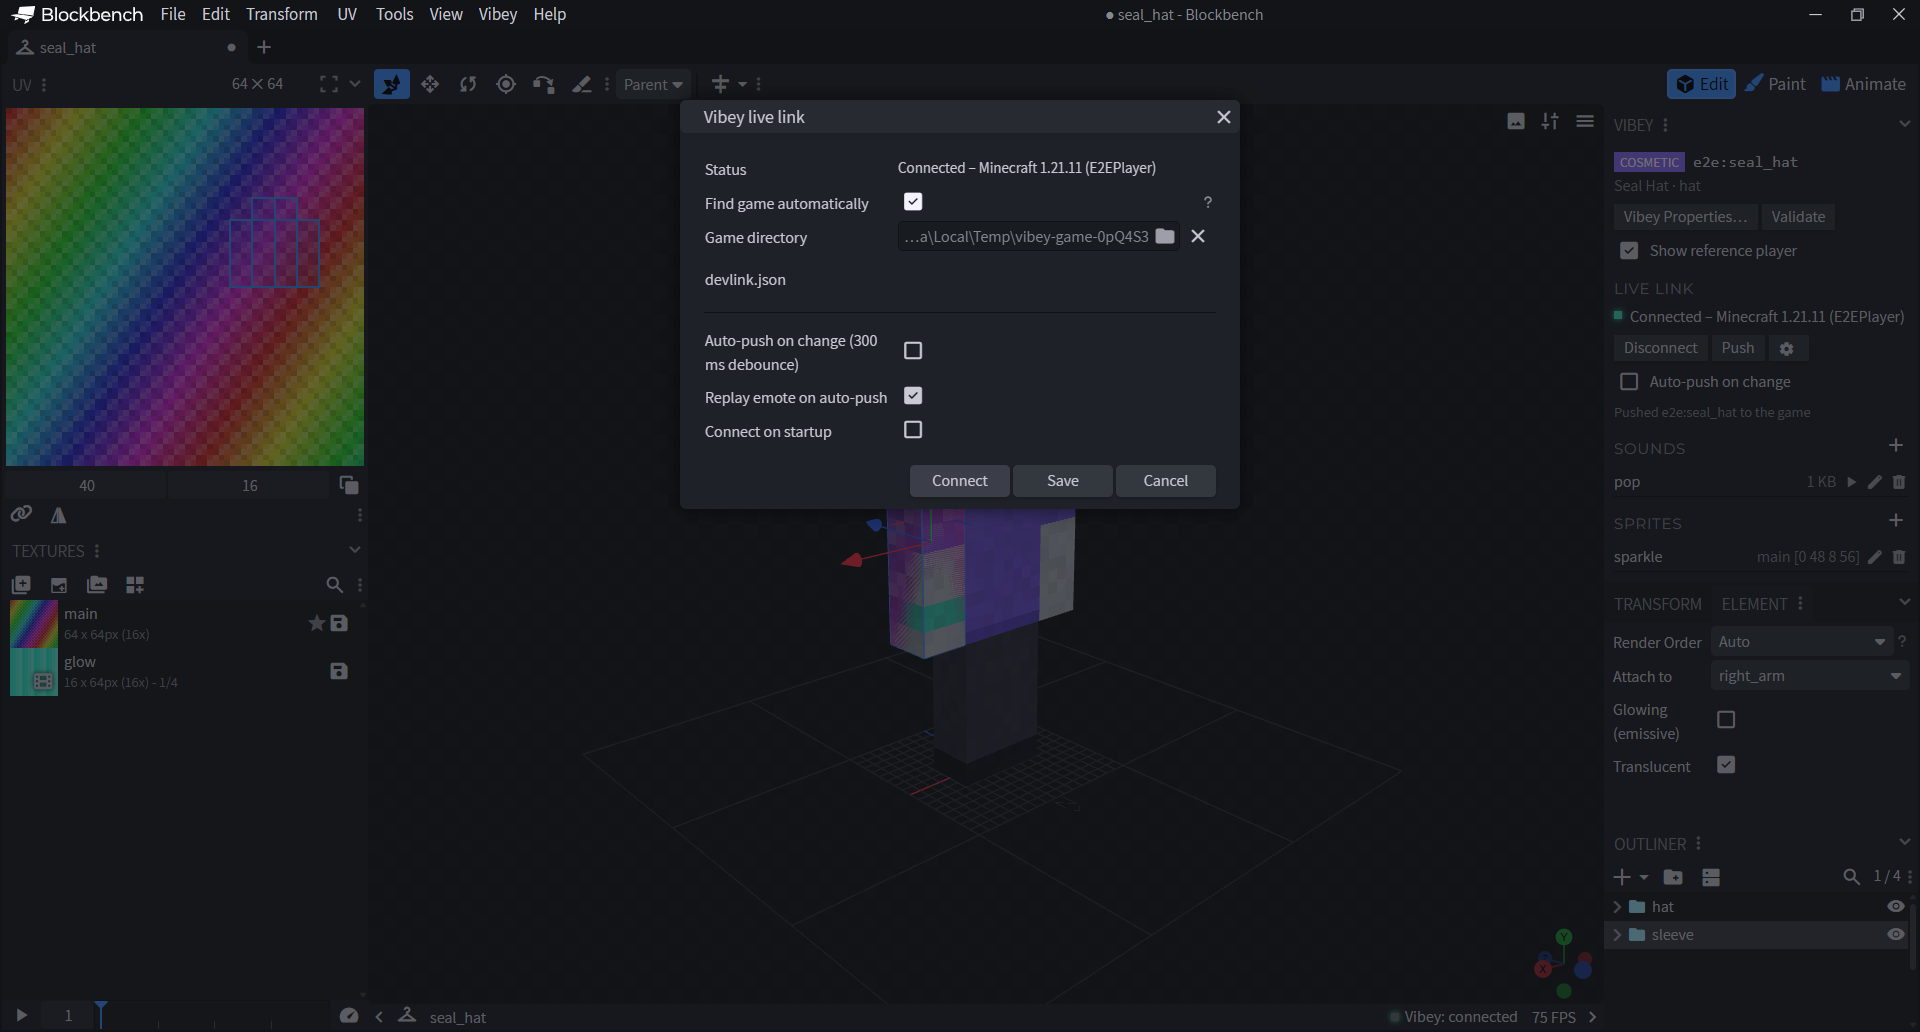 Blockbench File Edit Transform UV Tools View Vibey Help
● seal_hat - Blockbench
seal_hat
UV 64×64
Parent
Edit Paint Animate
Vibey live link
Status Connected – Minecraft 1.21.11 (E2EPlayer)
Find game automatically ?
Game directory …a\Local\Temp\vibey-game-0pQ4S3
devlink.json
Auto-push on change (300
ms debounce)
Replay emote on auto-push
Connect on startup
Connect Save Cancel
40 16
TEXTURES
main
64 x 64px (16x)
glow
16 x 64px (16x) - 1/4
VIBEY
COSMETIC e2e:seal_hat
Seal Hat · hat
Vibey Properties… Validate
Show reference player
LIVE LINK
Connected – Minecraft 1.21.11 (E2EPlayer)
Disconnect Push
Auto-push on change
Pushed e2e:seal_hat to the game
SOUNDS
pop 1 KB
SPRITES
sparkle main [0 48 8 56]
TRANSFORM ELEMENT
Render Order Auto ?
Attach to right_arm
Glowing
(emissive)
Translucent
OUTLINER
1 / 4
hat
sleeve
Y
X
1
seal_hat
Vibey: connected 75 FPS